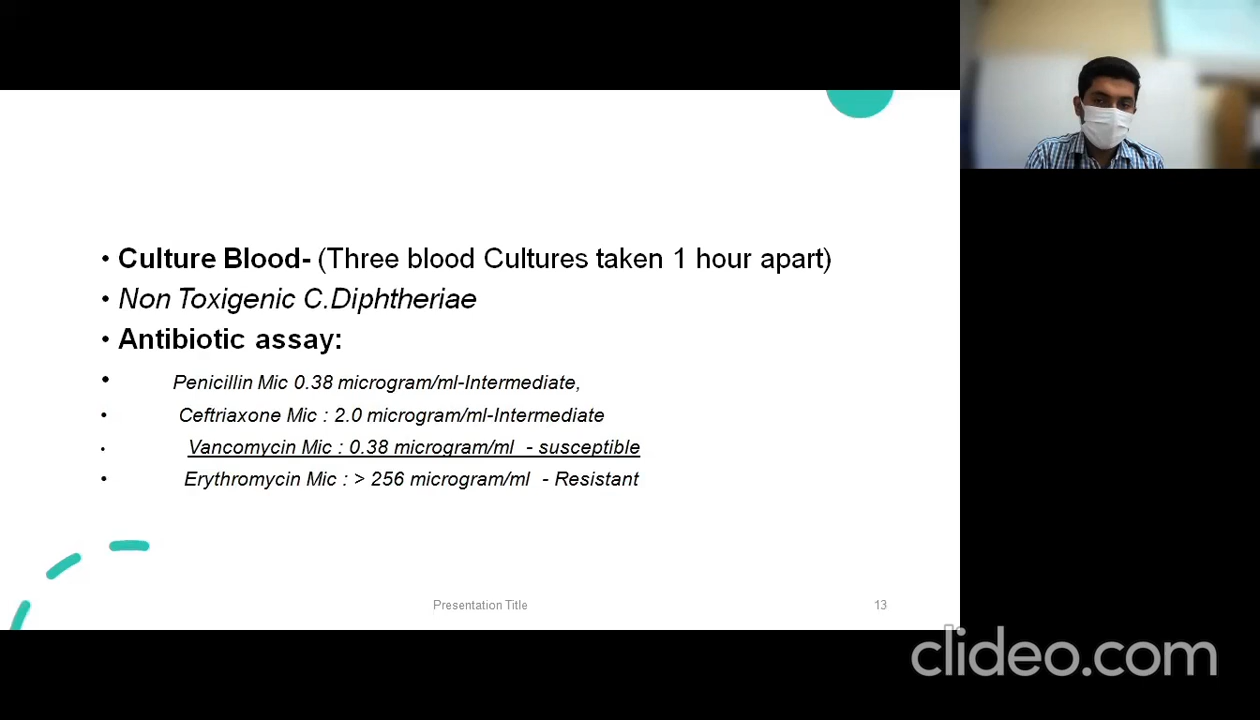 • Culture Blood- (Three blood Cultures taken 1 hour apart)
• Non Toxigenic C.Diphtheriae
• Antibiotic assay:
• Penicillin Mic 0.38 microgram/ml-Intermediate,
• Ceftriaxone Mic : 2.0 microgram/ml-Intermediate
• Vancomycin Mic : 0.38 microgram/ml - susceptible
• Erythromycin Mic : > 256 microgram/ml - Resistant
Presentation Title
13
clideo.com